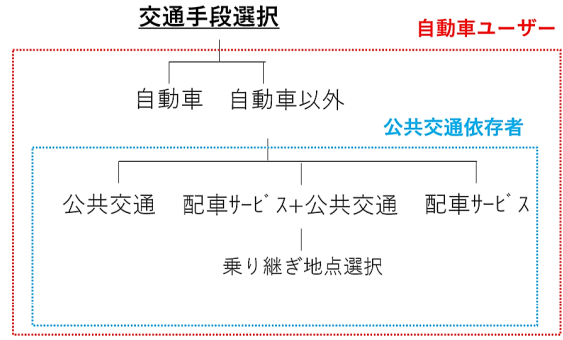 交通手段選択
自動車ユーザー
自動車 自動車以外
公共交通依存者
公共交通 配車ｻｰﾋﾞｽ+公共交通 配車ｻｰﾋﾞｽ
乗り継ぎ地点選択